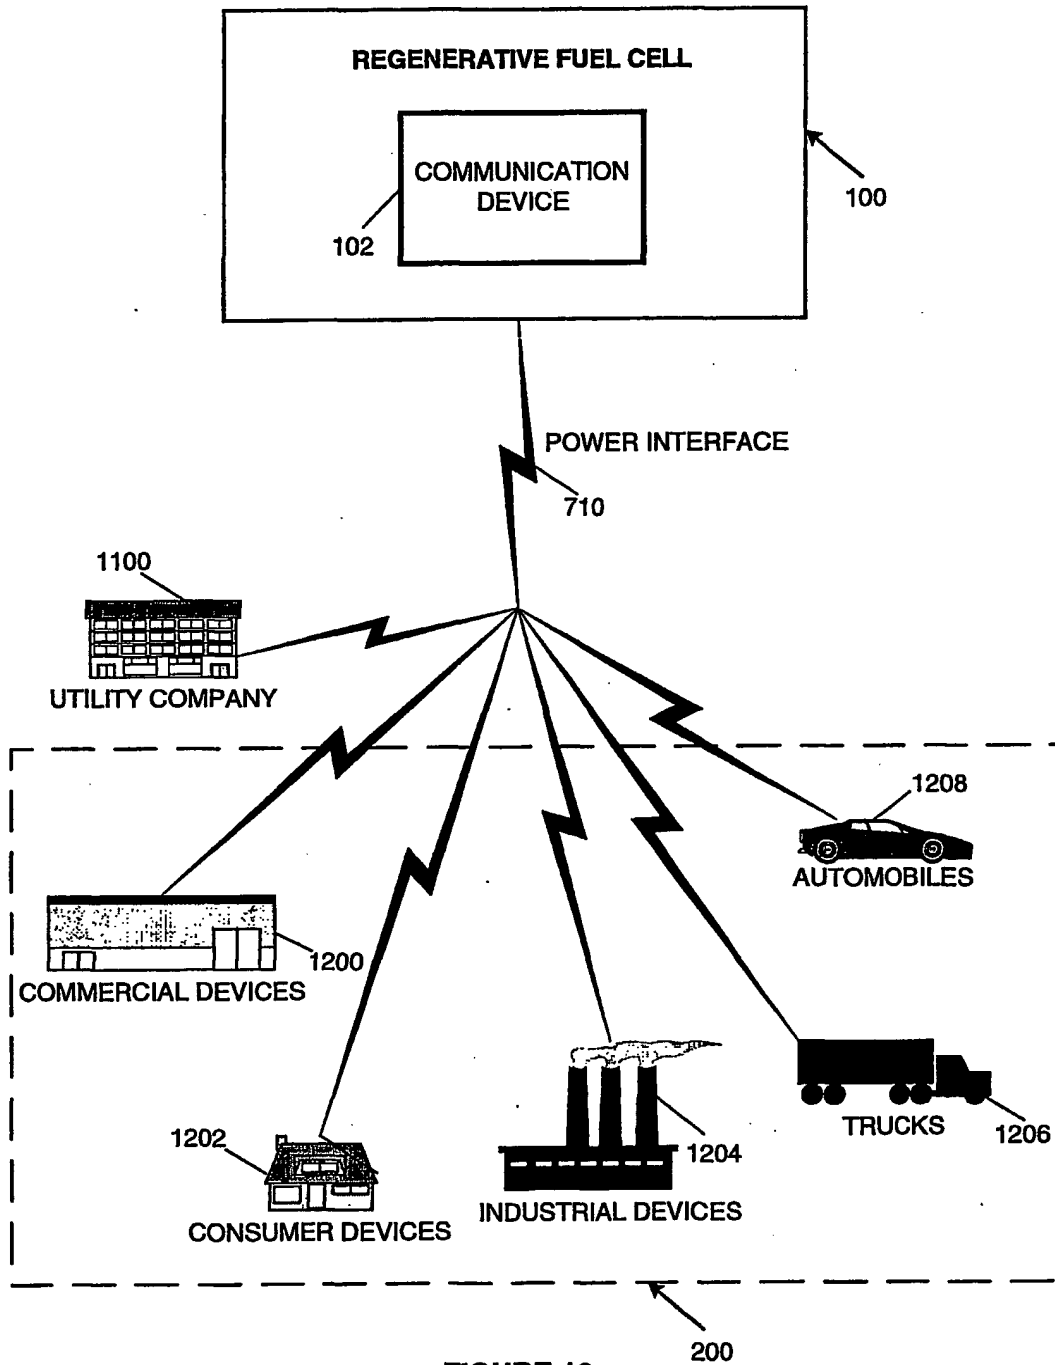 REGENERATIVE FUEL CELL
COMMUNICATION
DEVICE
102
100
POWER INTERFACE
710
1100
UTILITY COMPANY
1208
AUTOMOBILES
1200
COMMERCIAL DEVICES
1202
CONSUMER DEVICES
1204
INDUSTRIAL DEVICES
TRUCKS
1206
200